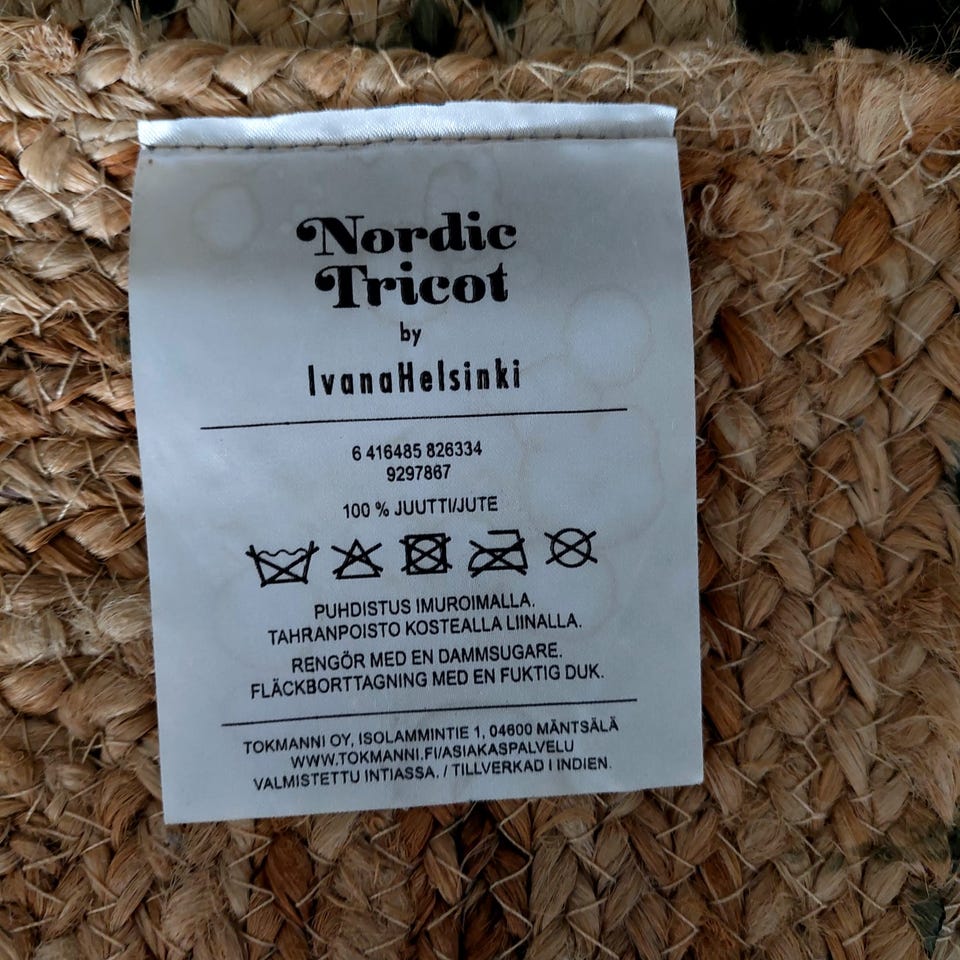 Nordic
Tricot
by
IvanaHelsinki
6 416485 826334
9297867
100 % JUUTTI/JUTE
PUHDISTUS IMUROIMALLA.
TAHRANPOISTO KOSTEALLA LIINALLA.
RENGÖR MED EN DAMMSUGARE.
FLÄCKBORTTAGNING MED EN FUKTIG DUK.
TOKMANNI OY, ISOLAMMINTIE 1, 04600 MÄNTSÄLÄ
WWW.TOKMANNI.FI/ASIAKASPALVELU
VALMISTETTU INTIASSA. / TILLVERKAD I INDIEN.